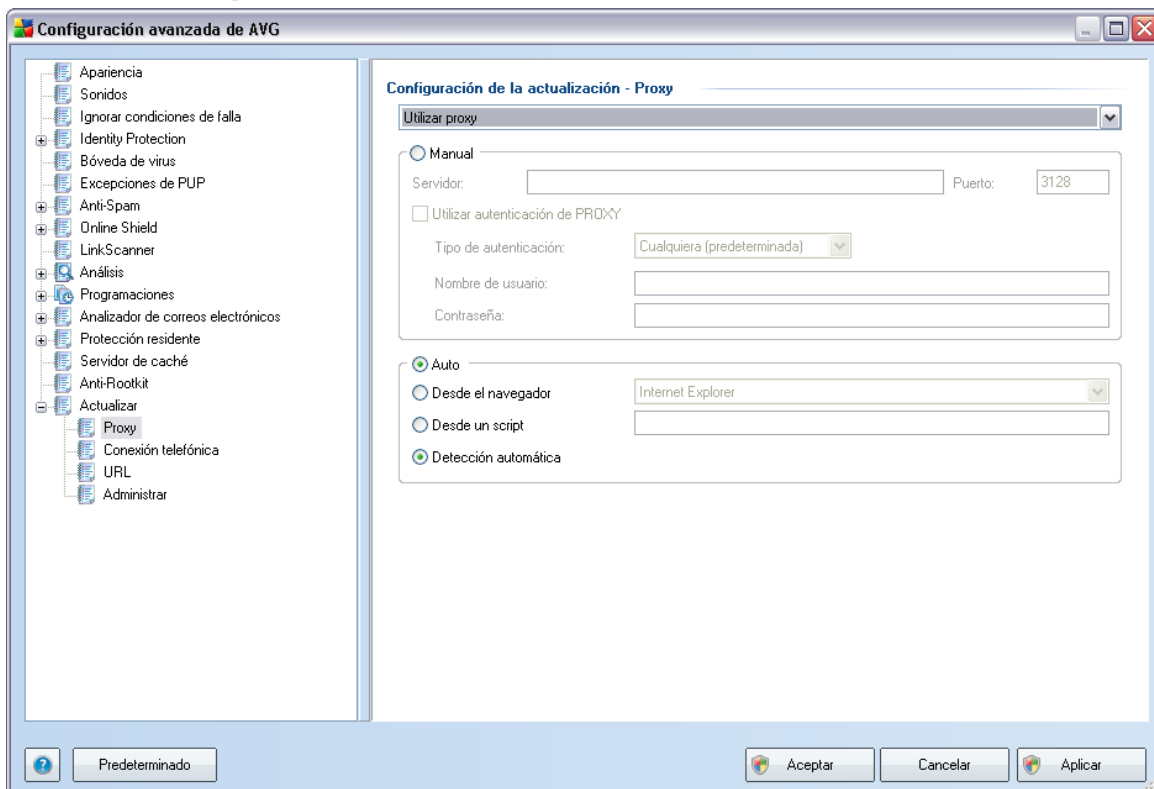 Configuración avanzada de AVG
Apariencia
Sonidos
Ignorar condiciones de falla
Identity Protection
Bóveda de virus
Excepciones de PUP
Anti-Spam
Online Shield
LinkScanner
Análisis
Programaciones
Analizador de correos electrónicos
Protección residente
Servidor de caché
Anti-Rootkit
Actualizar
Proxy
Conexión telefónica
URL
Administrar
Configuración de la actualización - Proxy
Utilizar proxy
Manual
Servidor: Puerto: 3128
Utilizar autenticación de PROXY
Tipo de autenticación: Cualquiera (predeterminada)
Nombre de usuario:
Contraseña:
Auto
Desde el navegador Internet Explorer
Desde un script
Detección automática
? Predeterminado Aceptar Cancelar Aplicar